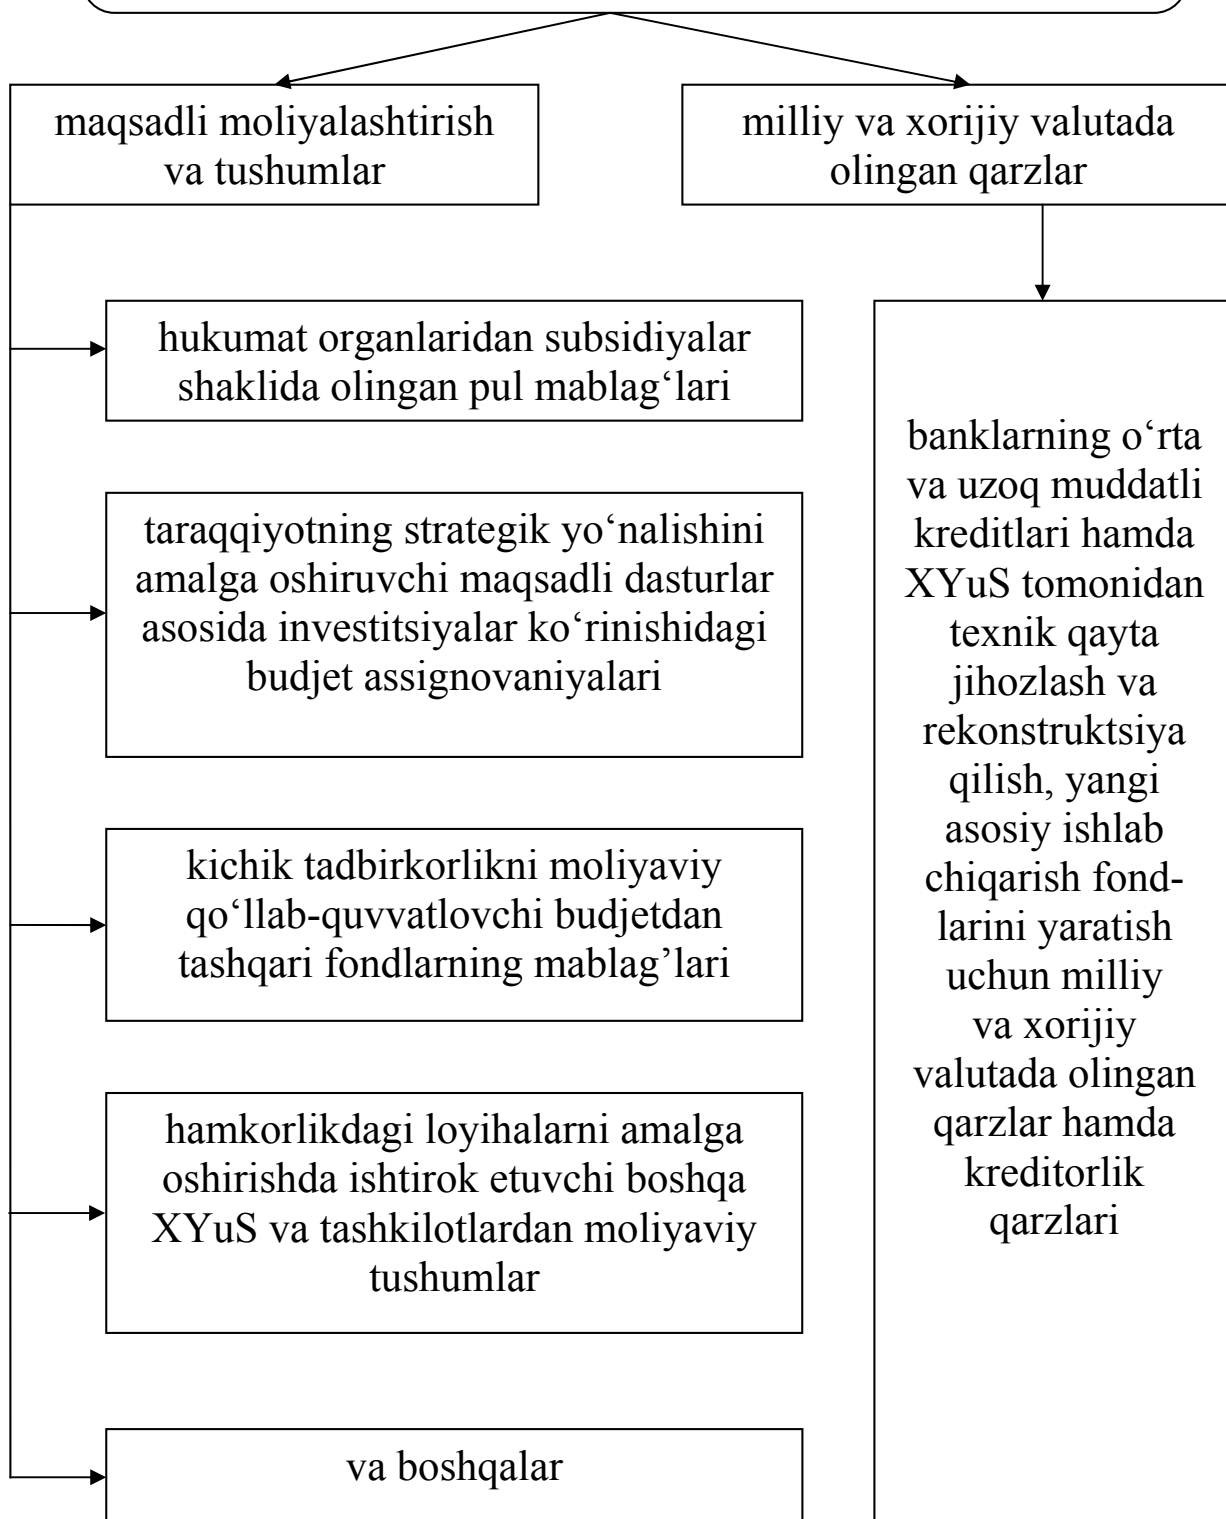 maqsadli moliyalashtirish
va tushumlar
milliy va xorijiy valutada
olingan qarzlar
hukumat organlaridan subsidiyalar
shaklida olingan pul mablag‘lari
taraqqiyotning strategik yo‘nalishini
amalga oshiruvchi maqsadli dasturlar
asosida investitsiyalar ko‘rinishidagi
budjet assignovaniyalari
kichik tadbirkorlikni moliyaviy
qo‘llab-quvvatlovchi budjetdan
tashqari fondlarning mablag’lari
hamkorlikdagi loyihalarni amalga
oshirishda ishtirok etuvchi boshqa
XYuS va tashkilotlardan moliyaviy
tushumlar
va boshqalar
banklarning o‘rta
va uzoq muddatli
kreditlari hamda
XYuS tomonidan
texnik qayta
jihozlash va
rekonstruktsiya
qilish, yangi
asosiy ishlab
chiqarish fond-
larini yaratish
uchun milliy
va xorijiy
valutada olingan
qarzlar hamda
kreditorlik
qarzlari